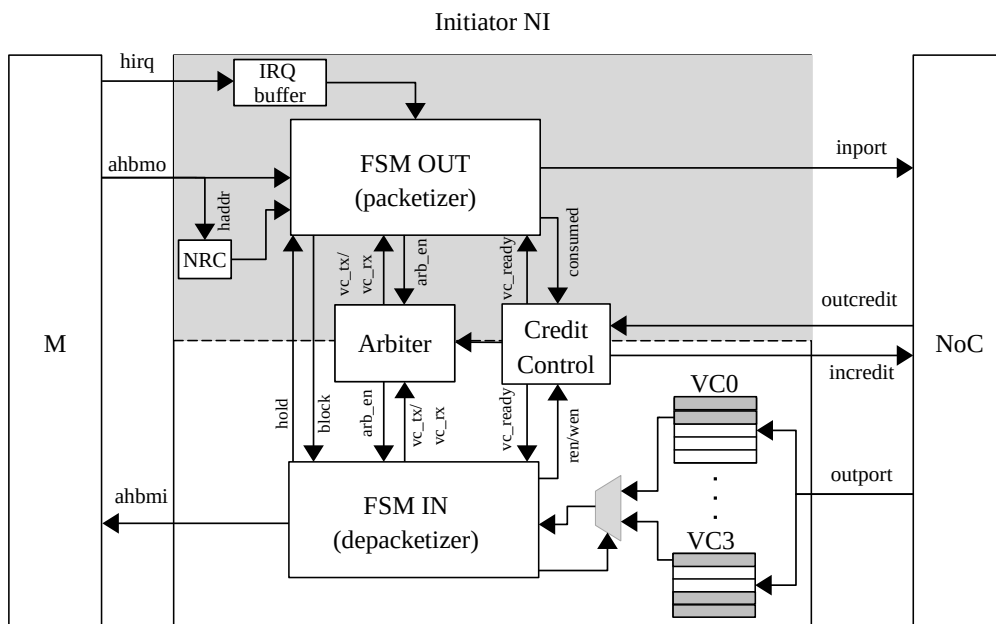 Initiator NI
hirq
IRQ
buffer
ahbmo
FSM OUT
(packetizer)
inport
haddr
NRC
vc_tx/
vc_rx
arb_en
vc_ready
consumed
outcredit
M
Arbiter
Credit
Control
NoC
incredit
hold
block
arb_en
vc_tx/
vc_rx
vc_ready
ren/wen
VC0
ahbmi
FSM IN
(depacketizer)
outport
VC3